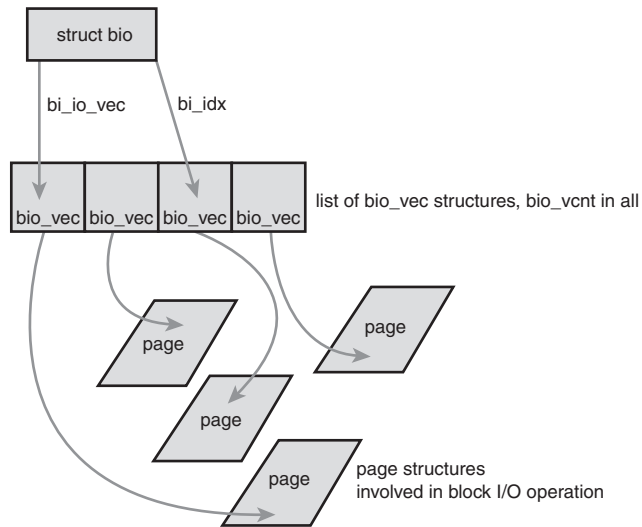 struct bio
bi_io_vec
bi_idx
bio_vec bio_vec bio_vec bio_vec
list of bio_vec structures, bio_vcnt in all
page
page
page
page
page structures
involved in block I/O operation